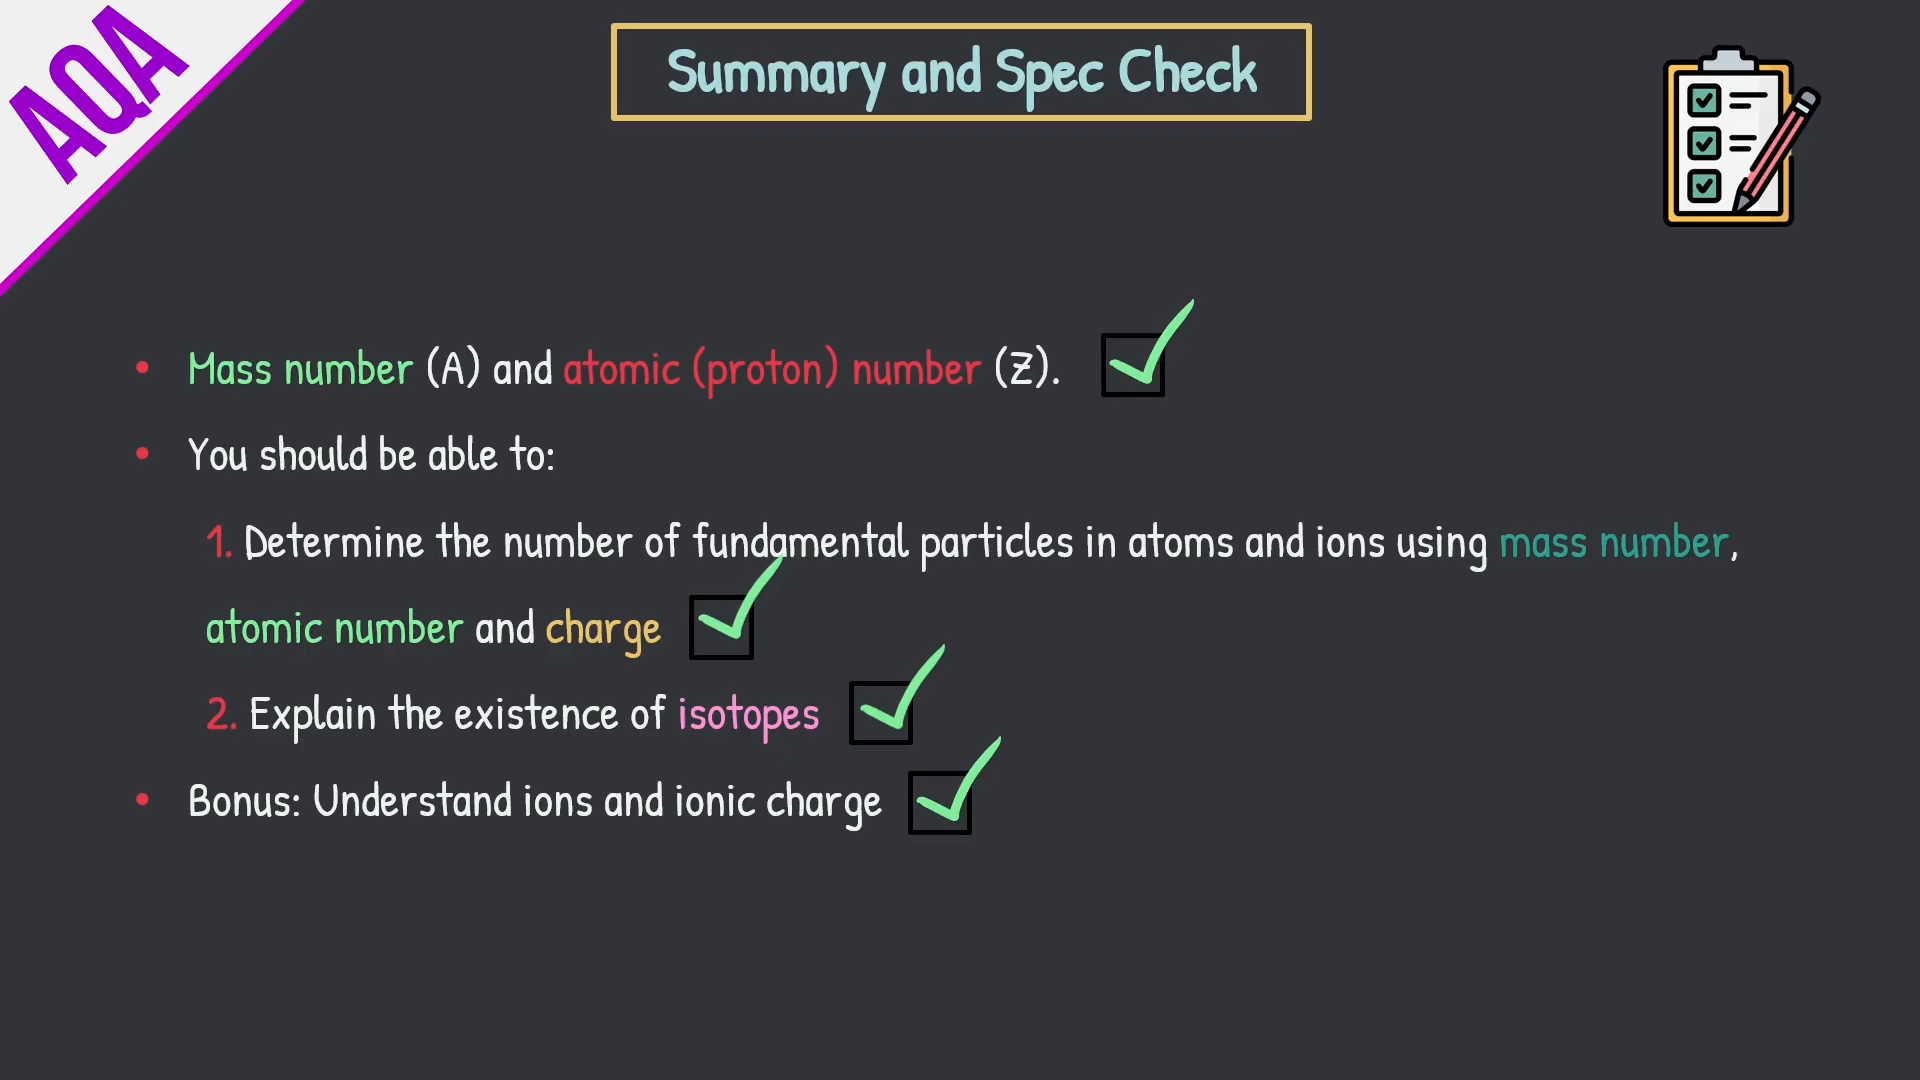 AQA
Summary and Spec Check
• Mass number (A) and atomic (proton) number (Z).
• You should be able to:
1. Determine the number of fundamental particles in atoms and ions using mass number,
atomic number and charge
2. Explain the existence of isotopes
• Bonus: Understand ions and ionic charge